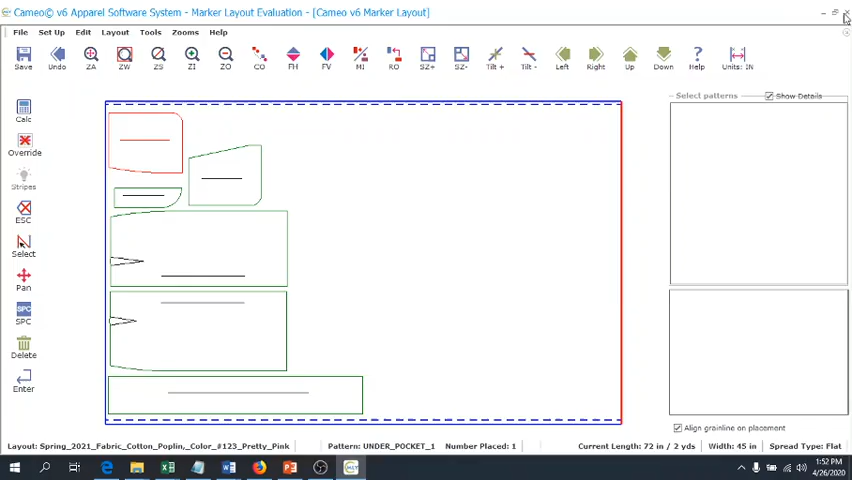 Cameo© v6 Apparel Software System - Marker Layout Evaluation - [Cameo v6 Marker Layout]
File Set Up Edit Layout Tools Zooms Help
Save Undo ZA ZW ZS ZI ZO CO FH FV MI RO SZ+ SZ- Tilt + Tilt - Left Right Up Down Help Units: IN
Calc
Override
Stripes
ESC
Select
Pan
SPC
Delete
Enter
Select patterns Show Details
Align grainline on placement
Layout: Spring_2021_Fabric_Cotton_Poplin,_Color_#123_Pretty_Pink Pattern: UNDER_POCKET_1 Number Placed: 1 Current Length: 72 in / 2 yds Width: 45 in Spread Type: Flat
1:52 PM
4/26/2020